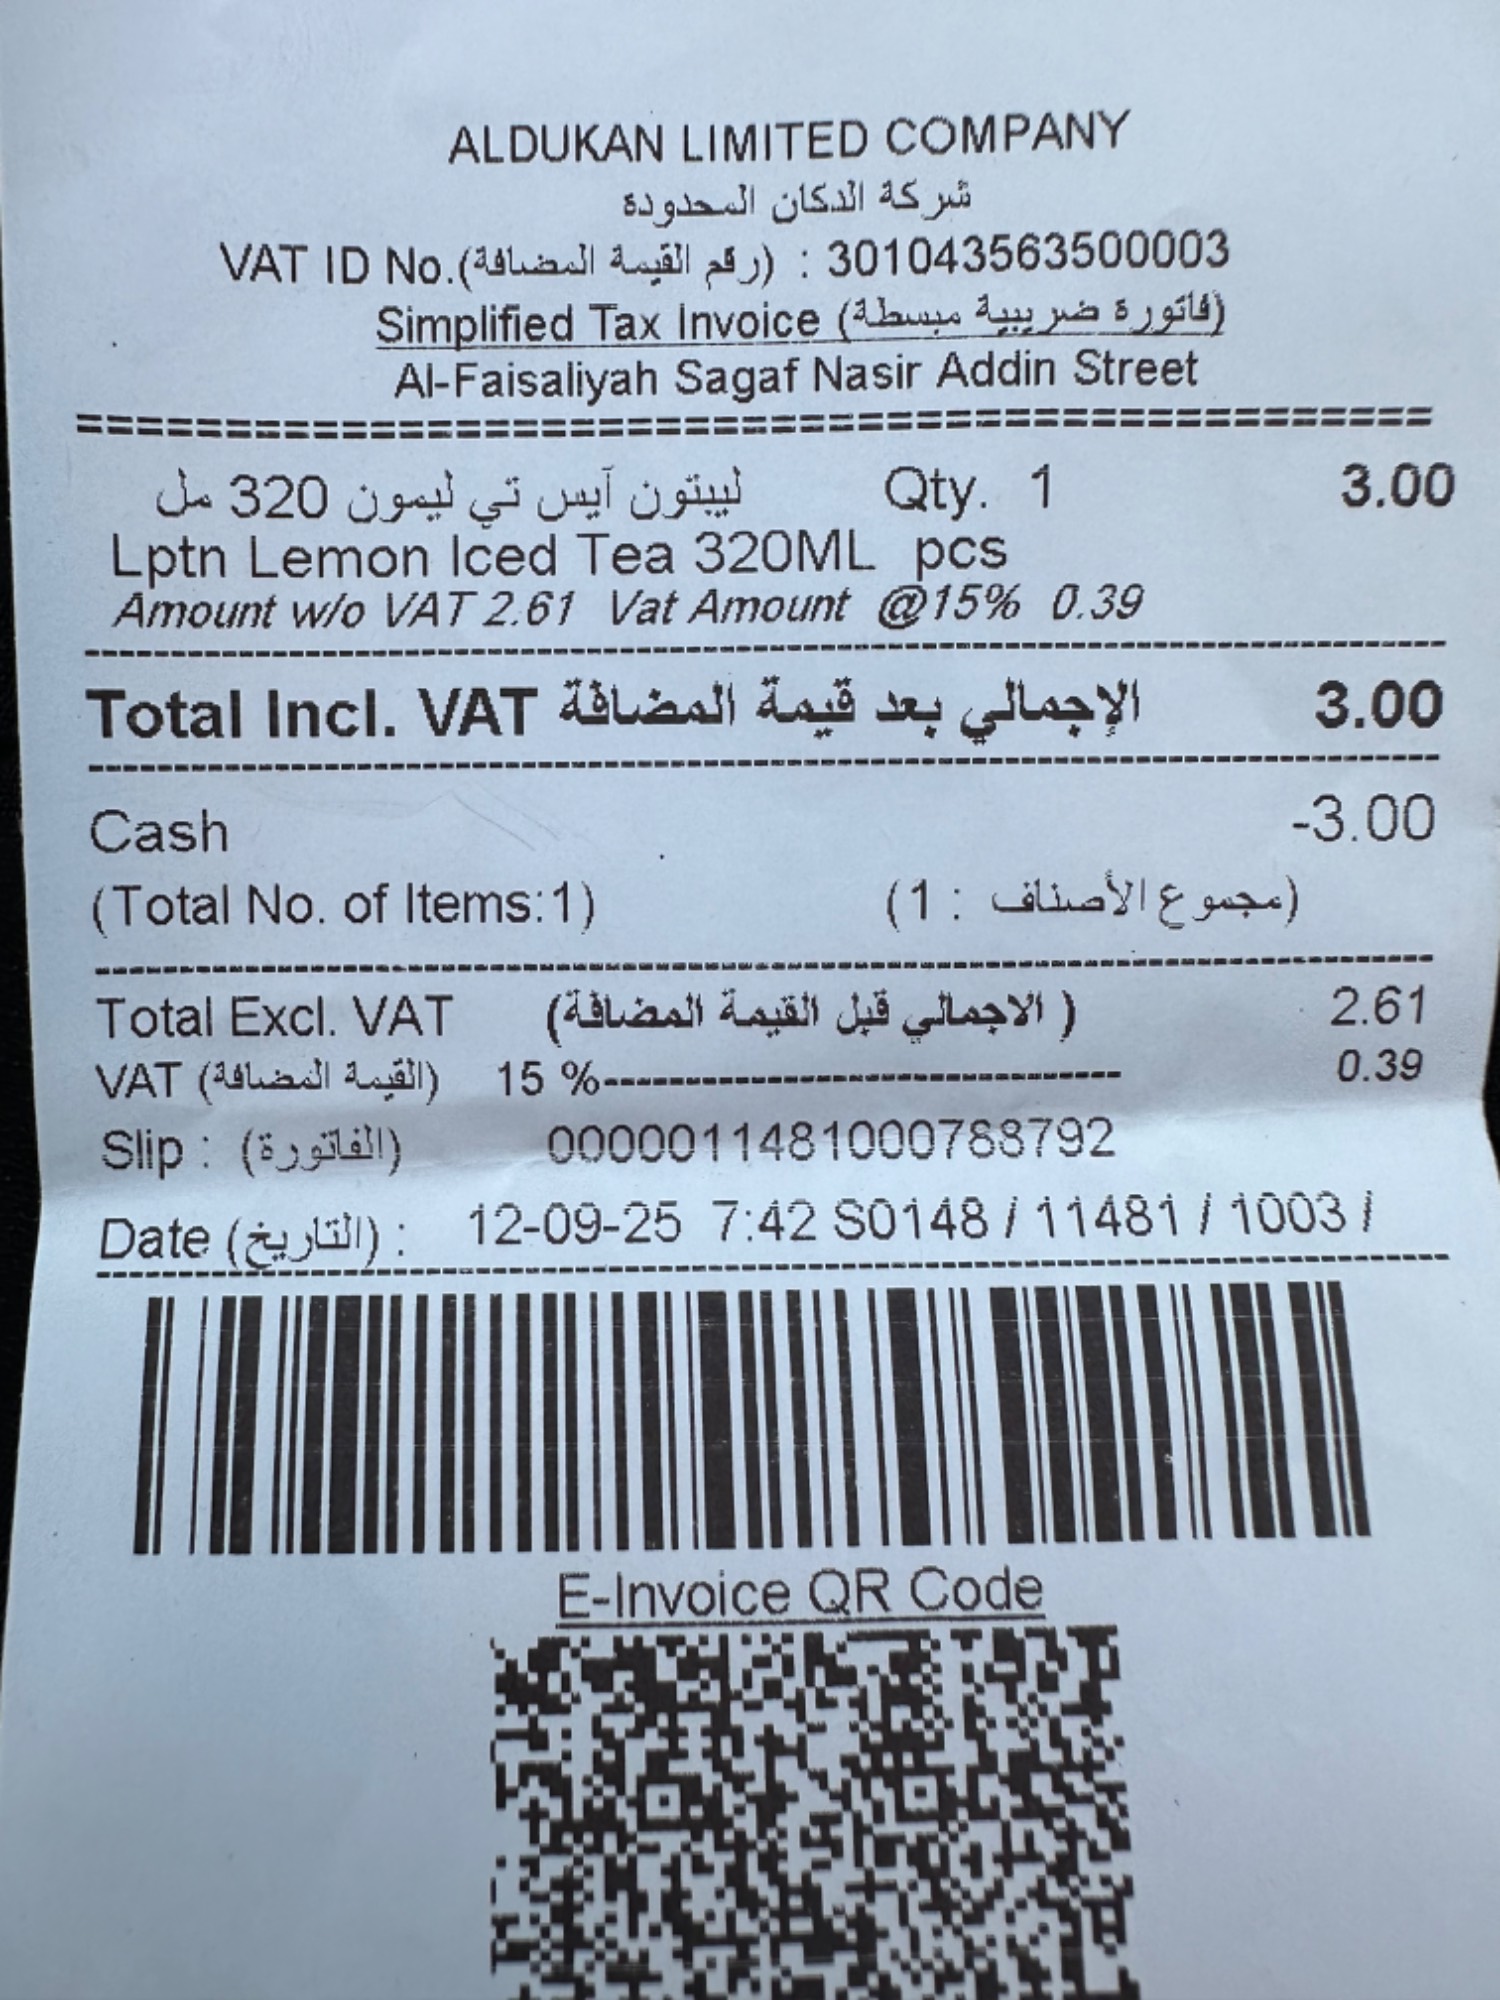 ALDUKAN LIMITED COMPANY
شركة الدكان المحدودة
VAT ID No.(رقم القيمة المضافة) : 301043563500003
Simplified Tax Invoice (فاتورة ضريبية مبسطة)
Al-Faisaliyah Sagaf Nasir Addin Street
ليبتون آيس تي ليمون 320 مل Qty. 1 3.00
Lptn Lemon Iced Tea 320ML pcs
Amount w/o VAT 2.61 Vat Amount @15% 0.39
Total Incl. VAT الإجمالي بعد قيمة المضافة 3.00
Cash -3.00
(Total No. of Items:1) (مجموع الأصناف : 1)
Total Excl. VAT (الاجمالي قبل القيمة المضافة ) 2.61
VAT (القيمة المضافة) 15 %-------------------------------- 0.39
Slip : (الفاتورة) 0000011481000788792
Date (التاريخ) : 12-09-25 7:42 S0148 / 11481 / 1003 /
E-Invoice QR Code